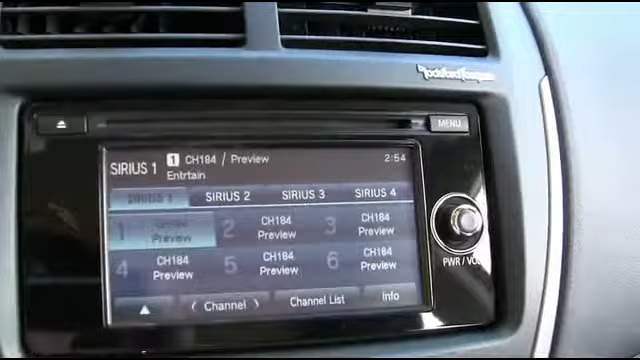 Rockford Fosgate
MENU
SIRIUS 1
1 CH184 / Preview
2:54
Entrtain
SIRIUS 1 SIRIUS 2 SIRIUS 3 SIRIUS 4
1 Preview
2 CH184 Preview
3 CH184 Preview
4 CH184 Preview
5 CH184 Preview
6 CH184 Preview
Channel
Channel List
Info
PWR / VOL